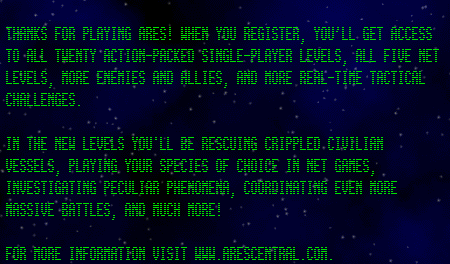 THANKS FOR PLAYING ARES! WHEN YOU REGISTER, YOU'LL GET ACCESS
TO ALL TWENTY ACTION-PACKED SINGLE-PLAYER LEVELS, ALL FIVE NET
LEVELS, MORE ENEMIES AND ALLIES, AND MORE REAL-TIME TACTICAL
CHALLENGES.
IN THE NEW LEVELS YOU'LL BE RESCUING CRIPPLED CIVILIAN
VESSELS, PLAYING YOUR SPECIES OF CHOICE IN NET GAMES,
INVESTIGATING PECULIAR PHENOMENA, COORDINATING EVEN MORE
MASSIVE BATTLES, AND MUCH MORE!
FOR MORE INFORMATION VISIT WWW.ARESCENTRAL.COM.